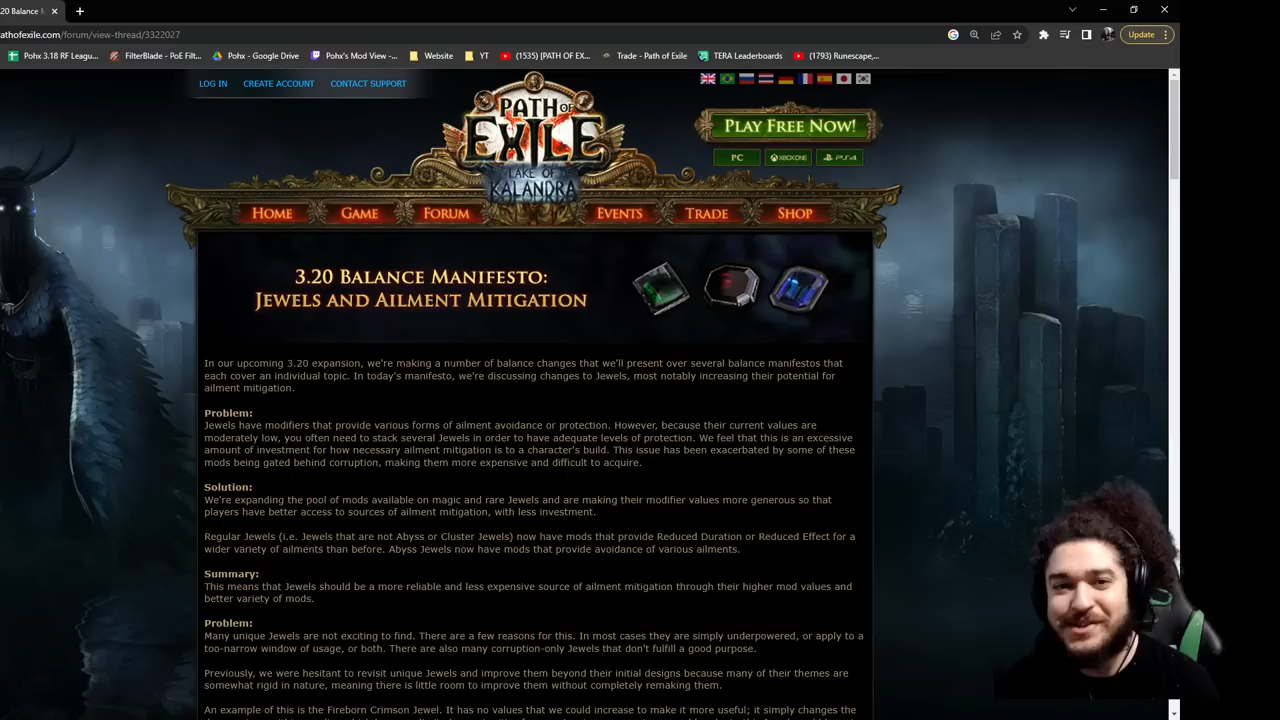 20 Balance M
athofexile.com/forum/view-thread/3322027
Update
Pohx 3.18 RF Leagu...
FilterBlade - PoE Filt...
Pohx - Google Drive
Pohx's Mod View -...
Website
YT
(1535) [PATH OF EX...
Trade - Path of Exile
TERA Leaderboards
(1793) Runescape,...
LOG IN
CREATE ACCOUNT
CONTACT SUPPORT
PATH OF EXILE
LAKE OF KALANDRA
PLAY FREE NOW!
PC
XBOX ONE
PS4
HOME
GAME
FORUM
EVENTS
TRADE
SHOP
3.20 BALANCE MANIFESTO:
JEWELS AND AILMENT MITIGATION
In our upcoming 3.20 expansion, we're making a number of balance changes that we'll present over several balance manifestos that
each cover an individual topic. In today's manifesto, we're discussing changes to Jewels, most notably increasing their potential for
ailment mitigation.
Problem:
Jewels have modifiers that provide various forms of ailment avoidance or protection. However, because their current values are
moderately low, you often need to stack several Jewels in order to have adequate levels of protection. We feel that this is an excessive
amount of investment for how necessary ailment mitigation is to a character's build. This issue has been exacerbated by some of these
mods being gated behind corruption, making them more expensive and difficult to acquire.
Solution:
We're expanding the pool of mods available on magic and rare Jewels and are making their modifier values more generous so that
players have better access to sources of ailment mitigation, with less investment.
Regular Jewels (i.e. Jewels that are not Abyss or Cluster Jewels) now have mods that provide Reduced Duration or Reduced Effect for a
wider variety of ailments than before. Abyss Jewels now have mods that provide avoidance of various ailments.
Summary:
This means that Jewels should be a more reliable and less expensive source of ailment mitigation through their higher mod values and
better variety of mods.
Problem:
Many unique Jewels are not exciting to find. There are a few reasons for this. In most cases they are simply underpowered, or apply to a
too-narrow window of usage, or both. There are also many corruption-only Jewels that don't fulfill a good purpose.
Previously, we were hesitant to revisit unique Jewels and improve them beyond their initial designs because many of their themes are
somewhat rigid in nature, meaning there is little room to improve them without completely remaking them.
An example of this is the Fireborn Crimson Jewel. It has no values that we could increase to make it more useful; it simply changes the